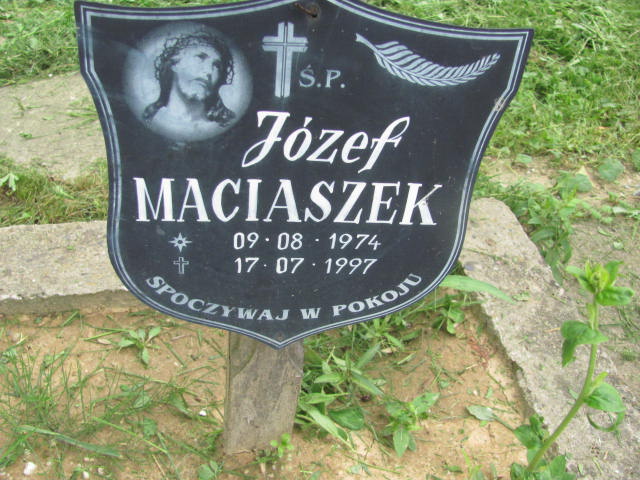 Ś.P.
Józef
MACIASZEK
09·08·1974
17·07·1997
SPOCZYWAJ W POKOJU